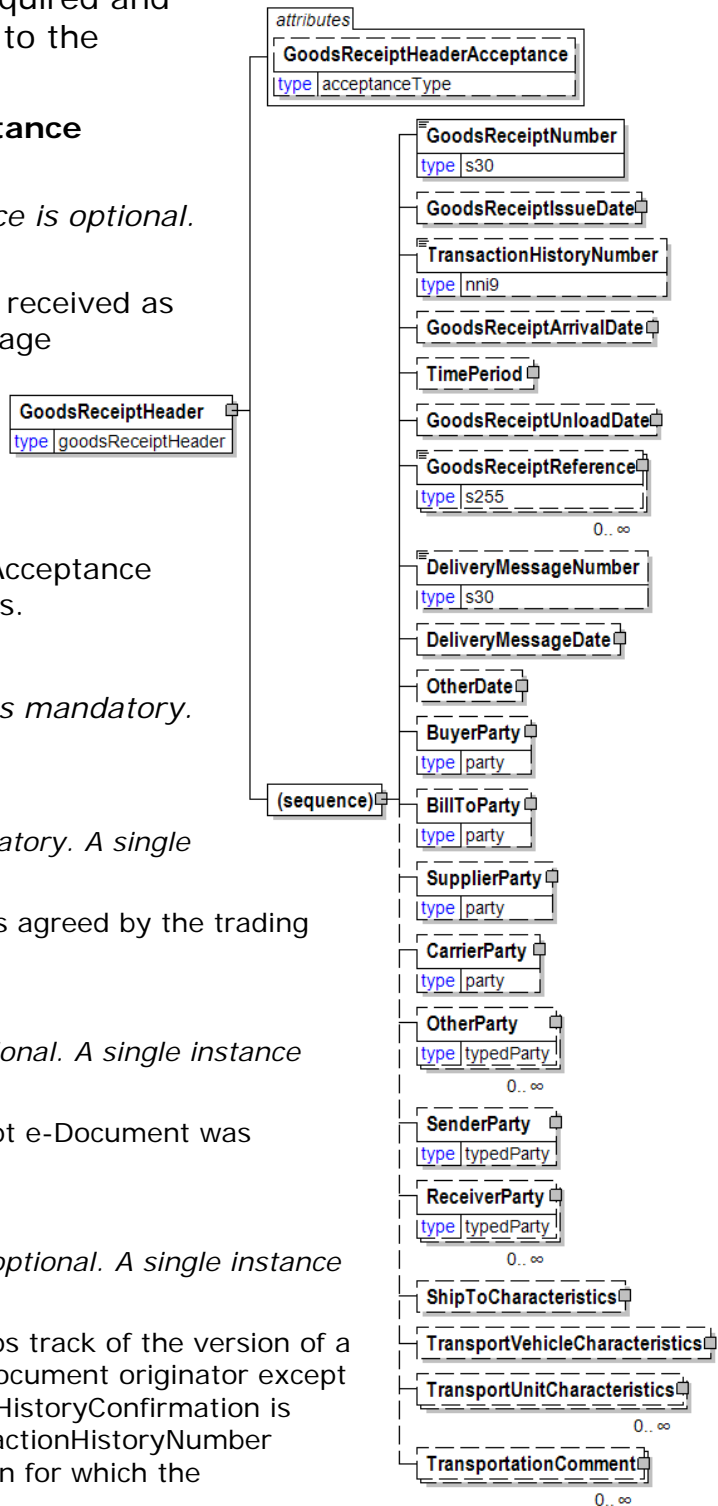 quired and
to the
tance
ce is optional.
received as
age
Acceptance
s.
s mandatory.
atory. A single
s agreed by the trading
ional. A single instance
pt e-Document was
optional. A single instance
ps track of the version of a
ocument originator except
HistoryConfirmation is
actionHistoryNumber
n for which the
GoodsReceiptHeader
type goodsReceiptHeader
attributes
GoodsReceiptHeaderAcceptance
type acceptanceType
(sequence)
GoodsReceiptNumber
type s30
GoodsReceiptIssueDate
TransactionHistoryNumber
type nni9
GoodsReceiptArrivalDate
TimePeriod
GoodsReceiptUnloadDate
GoodsReceiptReference
type s255
0.. ∞
DeliveryMessageNumber
type s30
DeliveryMessageDate
OtherDate
BuyerParty
type party
BillToParty
type party
SupplierParty
type party
CarrierParty
type party
OtherParty
type typedParty
0.. ∞
SenderParty
type typedParty
ReceiverParty
type typedParty
0.. ∞
ShipToCharacteristics
TransportVehicleCharacteristics
TransportUnitCharacteristics
0.. ∞
TransportationComment
0.. ∞